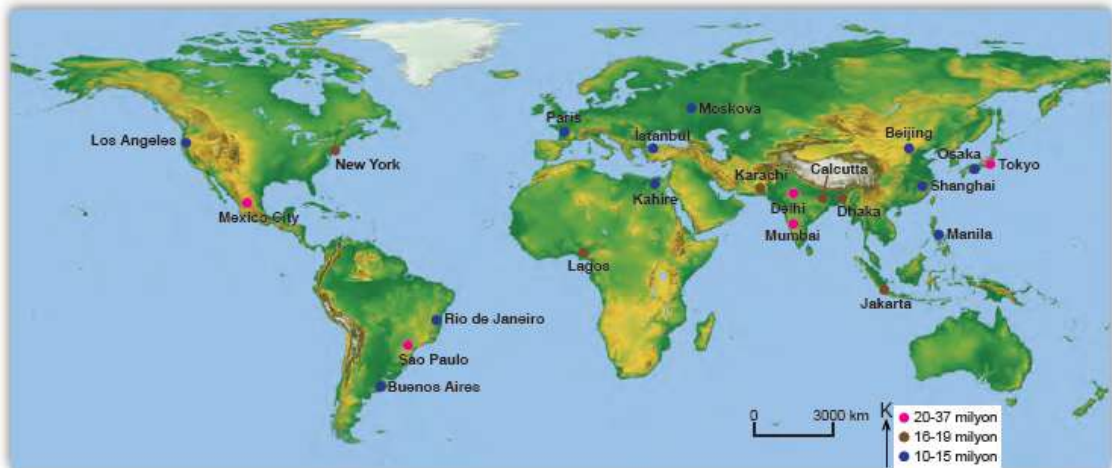 Moskova
Paris
Los Angeles
İstanbul
Beijing
Osaka
New York
Tokyo
Karachi
Calcutta
Shanghai
Kahire
Mexico City
Delhi
Dhaka
Mumbai
Manila
Lagos
Jakarta
Rio de Janeiro
Sao Paulo
Buenos Aires
0 3000 km
K
20-37 milyon
16-19 milyon
10-15 milyon